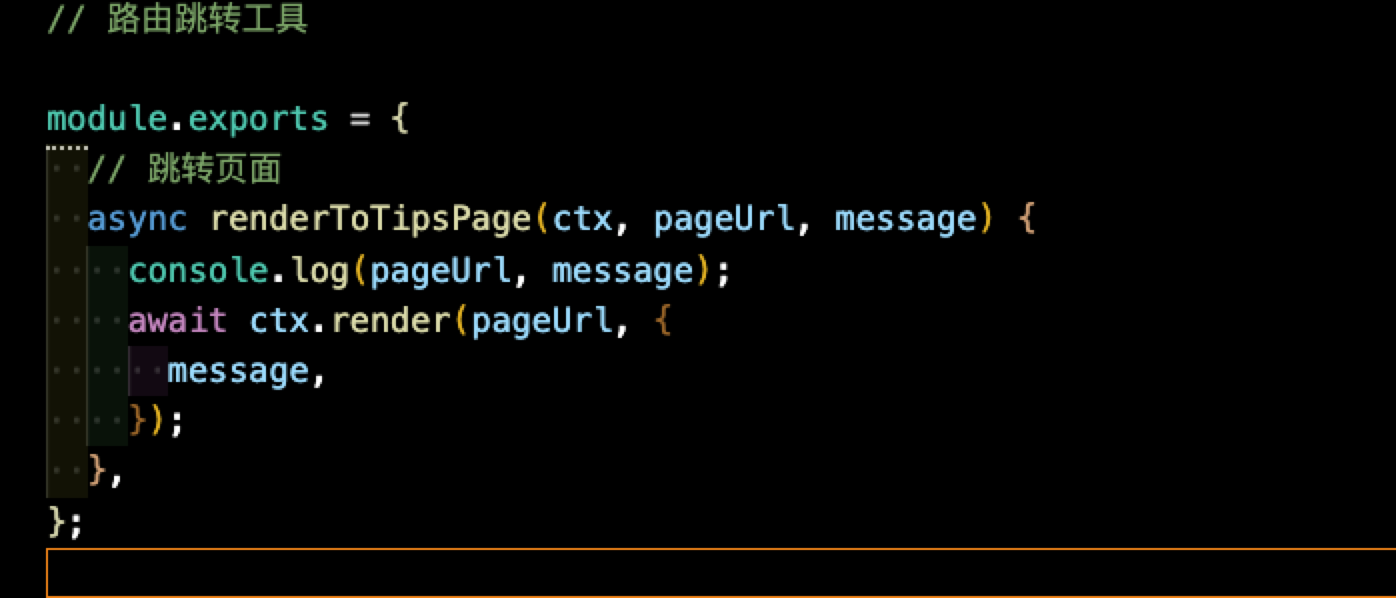 // 路由跳转工具
module.exports = {
// 跳转页面
async renderToTipsPage(ctx, pageUrl, message) {
console.log(pageUrl, message);
await ctx.render(pageUrl, {
message,
});
},
};